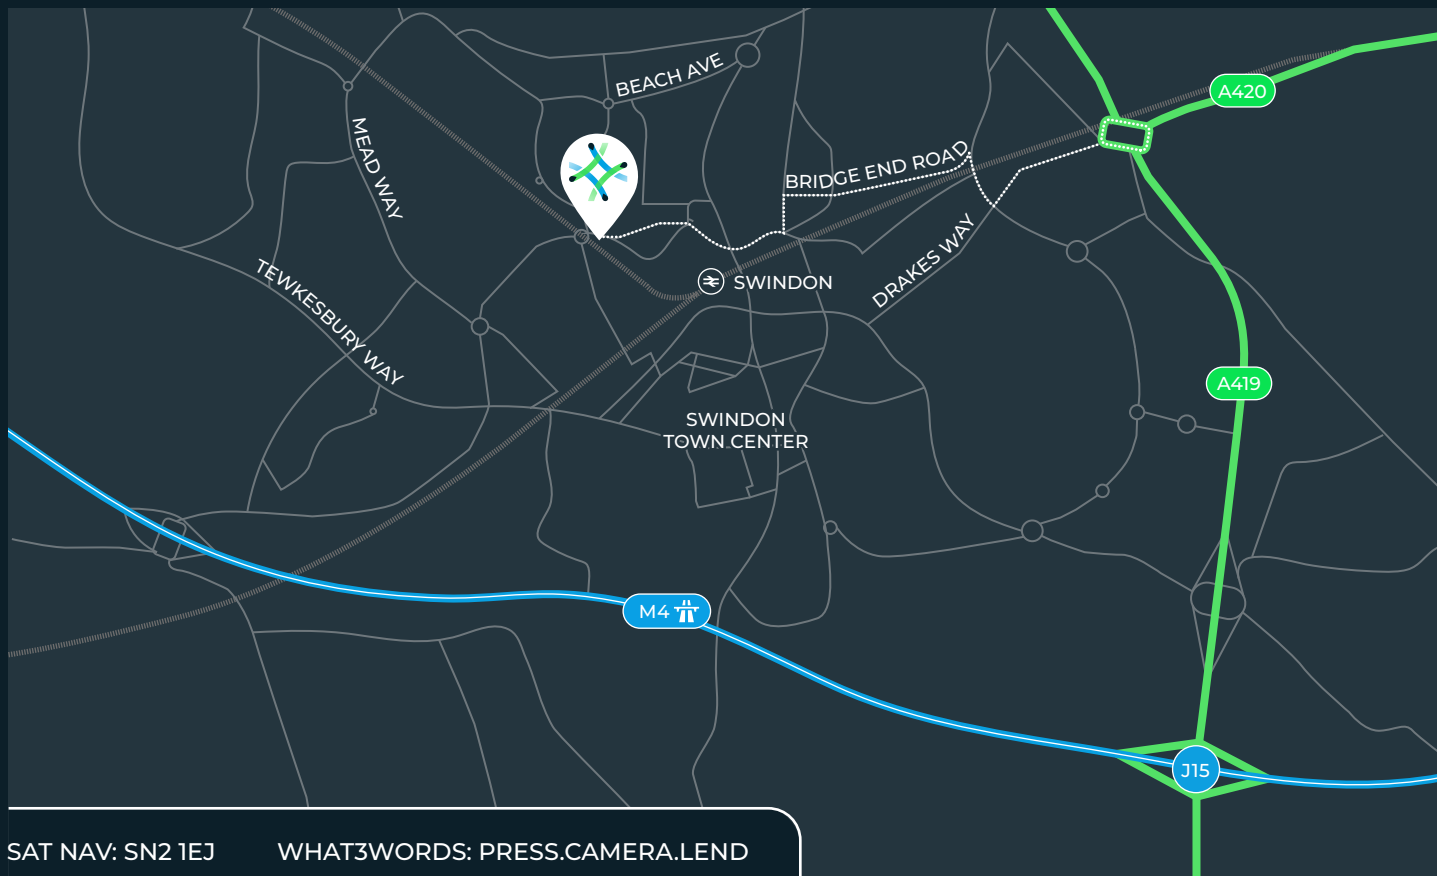 A420
BEACH AVE
MEAD WAY
BRIDGE END ROAD
DRAKES WAY
TEWKESBURY WAY
SWINDON
A419
SWINDON
TOWN CENTER
M4
J15
SAT NAV: SN2 1EJ
WHAT3WORDS: PRESS.CAMERA.LEND